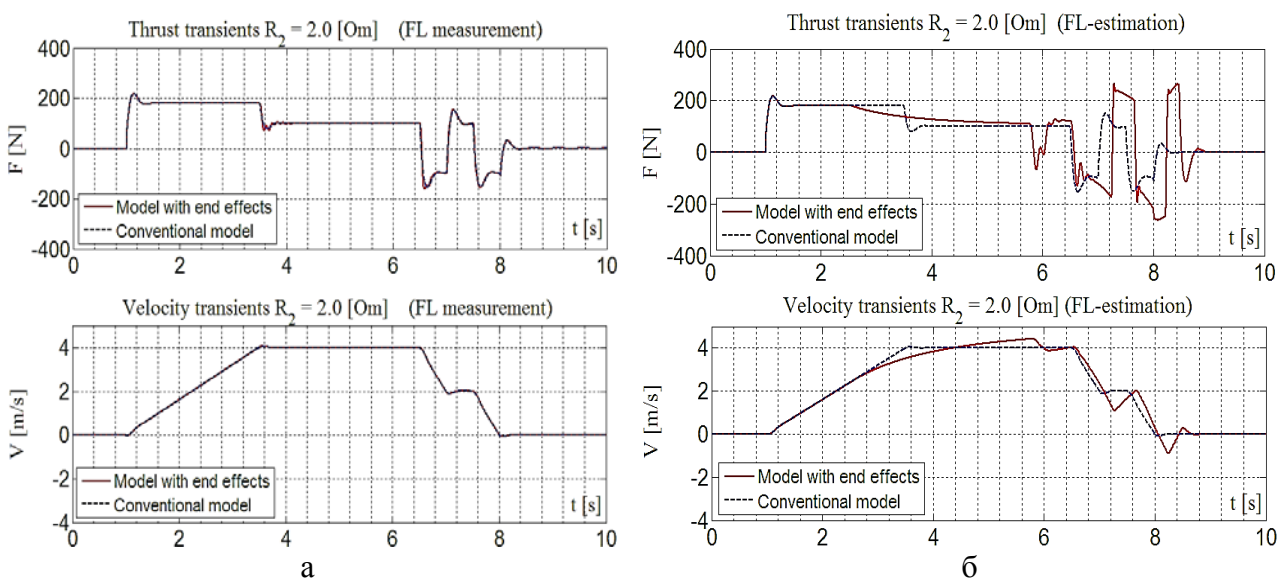 Thrust transients R2 = 2.0 [Om] (FL measurement)
400
200
0
-200
-400
F [N]
Model with end effects
Conventional model
t [s]
0 2 4 6 8 10
Velocity transients R2 = 2.0 [Om] (FL measurement)
4
2
0
-2
-4
V [m/s]
Model with end effects
Conventional model
t [s]
0 2 4 6 8 10
а
Thrust transients R2 = 2.0 [Om] (FL-estimation)
400
200
0
-200
-400
F [N]
Model with end effects
Conventional model
t [s]
0 2 4 6 8 10
Velocity transients R2 = 2.0 [Om] (FL-estimation)
4
2
0
-2
-4
V [m/s]
Model with end effects
Conventional model
t [s]
0 2 4 6 8 10
б